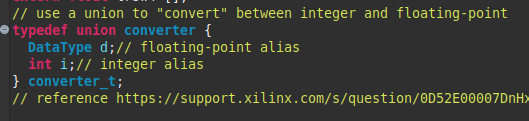 // use a union to "convert" between integer and floating-point
typedef union converter {
DataType d;// floating-point alias
int i;// integer alias
} converter_t;
// reference https://support.xilinx.com/s/question/0D52E00007DnHx